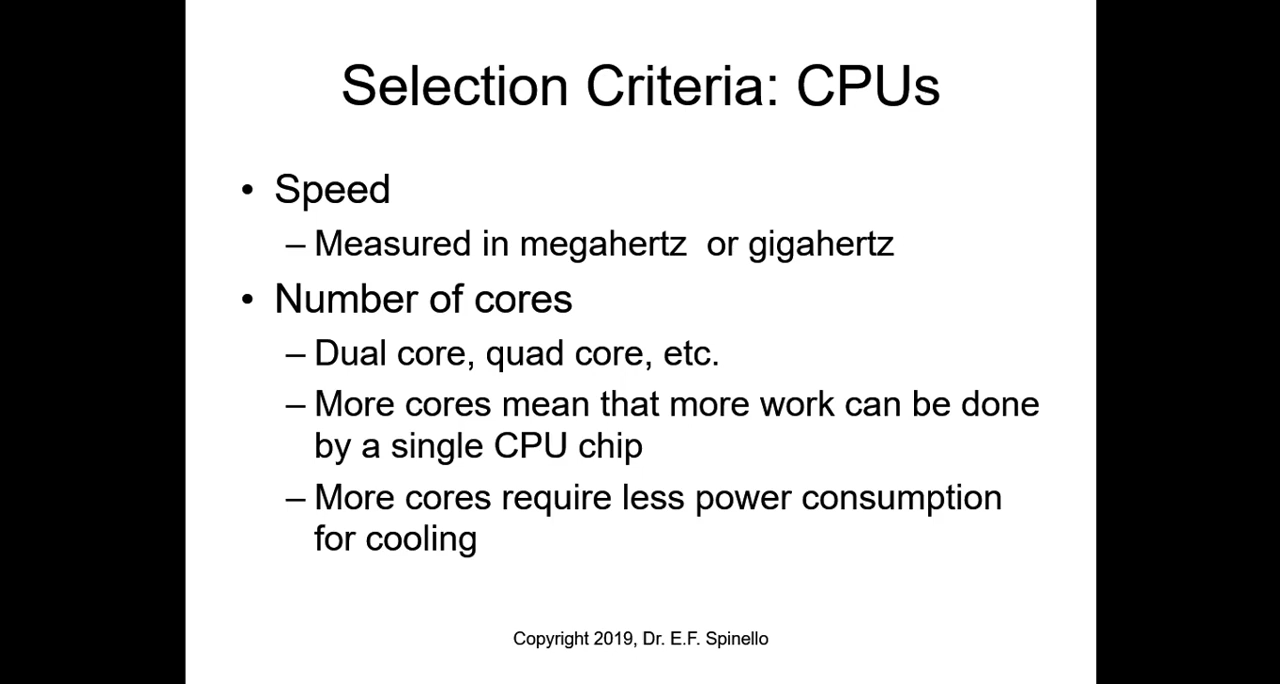 Selection Criteria: CPUs
• Speed
– Measured in megahertz  or gigahertz
• Number of cores
– Dual core, quad core, etc.
– More cores mean that more work can be done
by a single CPU chip
– More cores require less power consumption
for cooling
Copyright 2019, Dr. E.F. Spinello